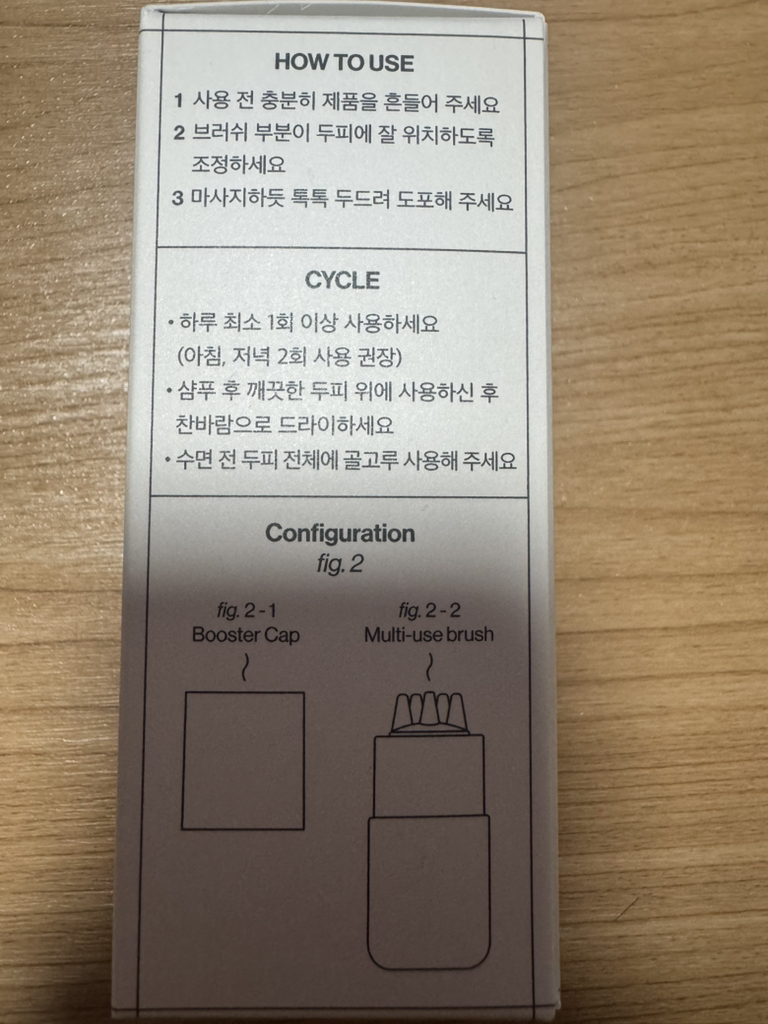 HOW TO USE
1 사용 전 충분히 제품을 흔들어 주세요
2 브러쉬 부분이 두피에 잘 위치하도록
조정하세요
3 마사지하듯 톡톡 두드려 도포해 주세요
CYCLE
• 하루 최소 1회 이상 사용하세요
(아침, 저녁 2회 사용 권장)
• 샴푸 후 깨끗한 두피 위에 사용하신 후
찬바람으로 드라이하세요
• 수면 전 두피 전체에 골고루 사용해 주세요
Configuration
fig. 2
fig. 2 - 1
Booster Cap
fig. 2 - 2
Multi-use brush